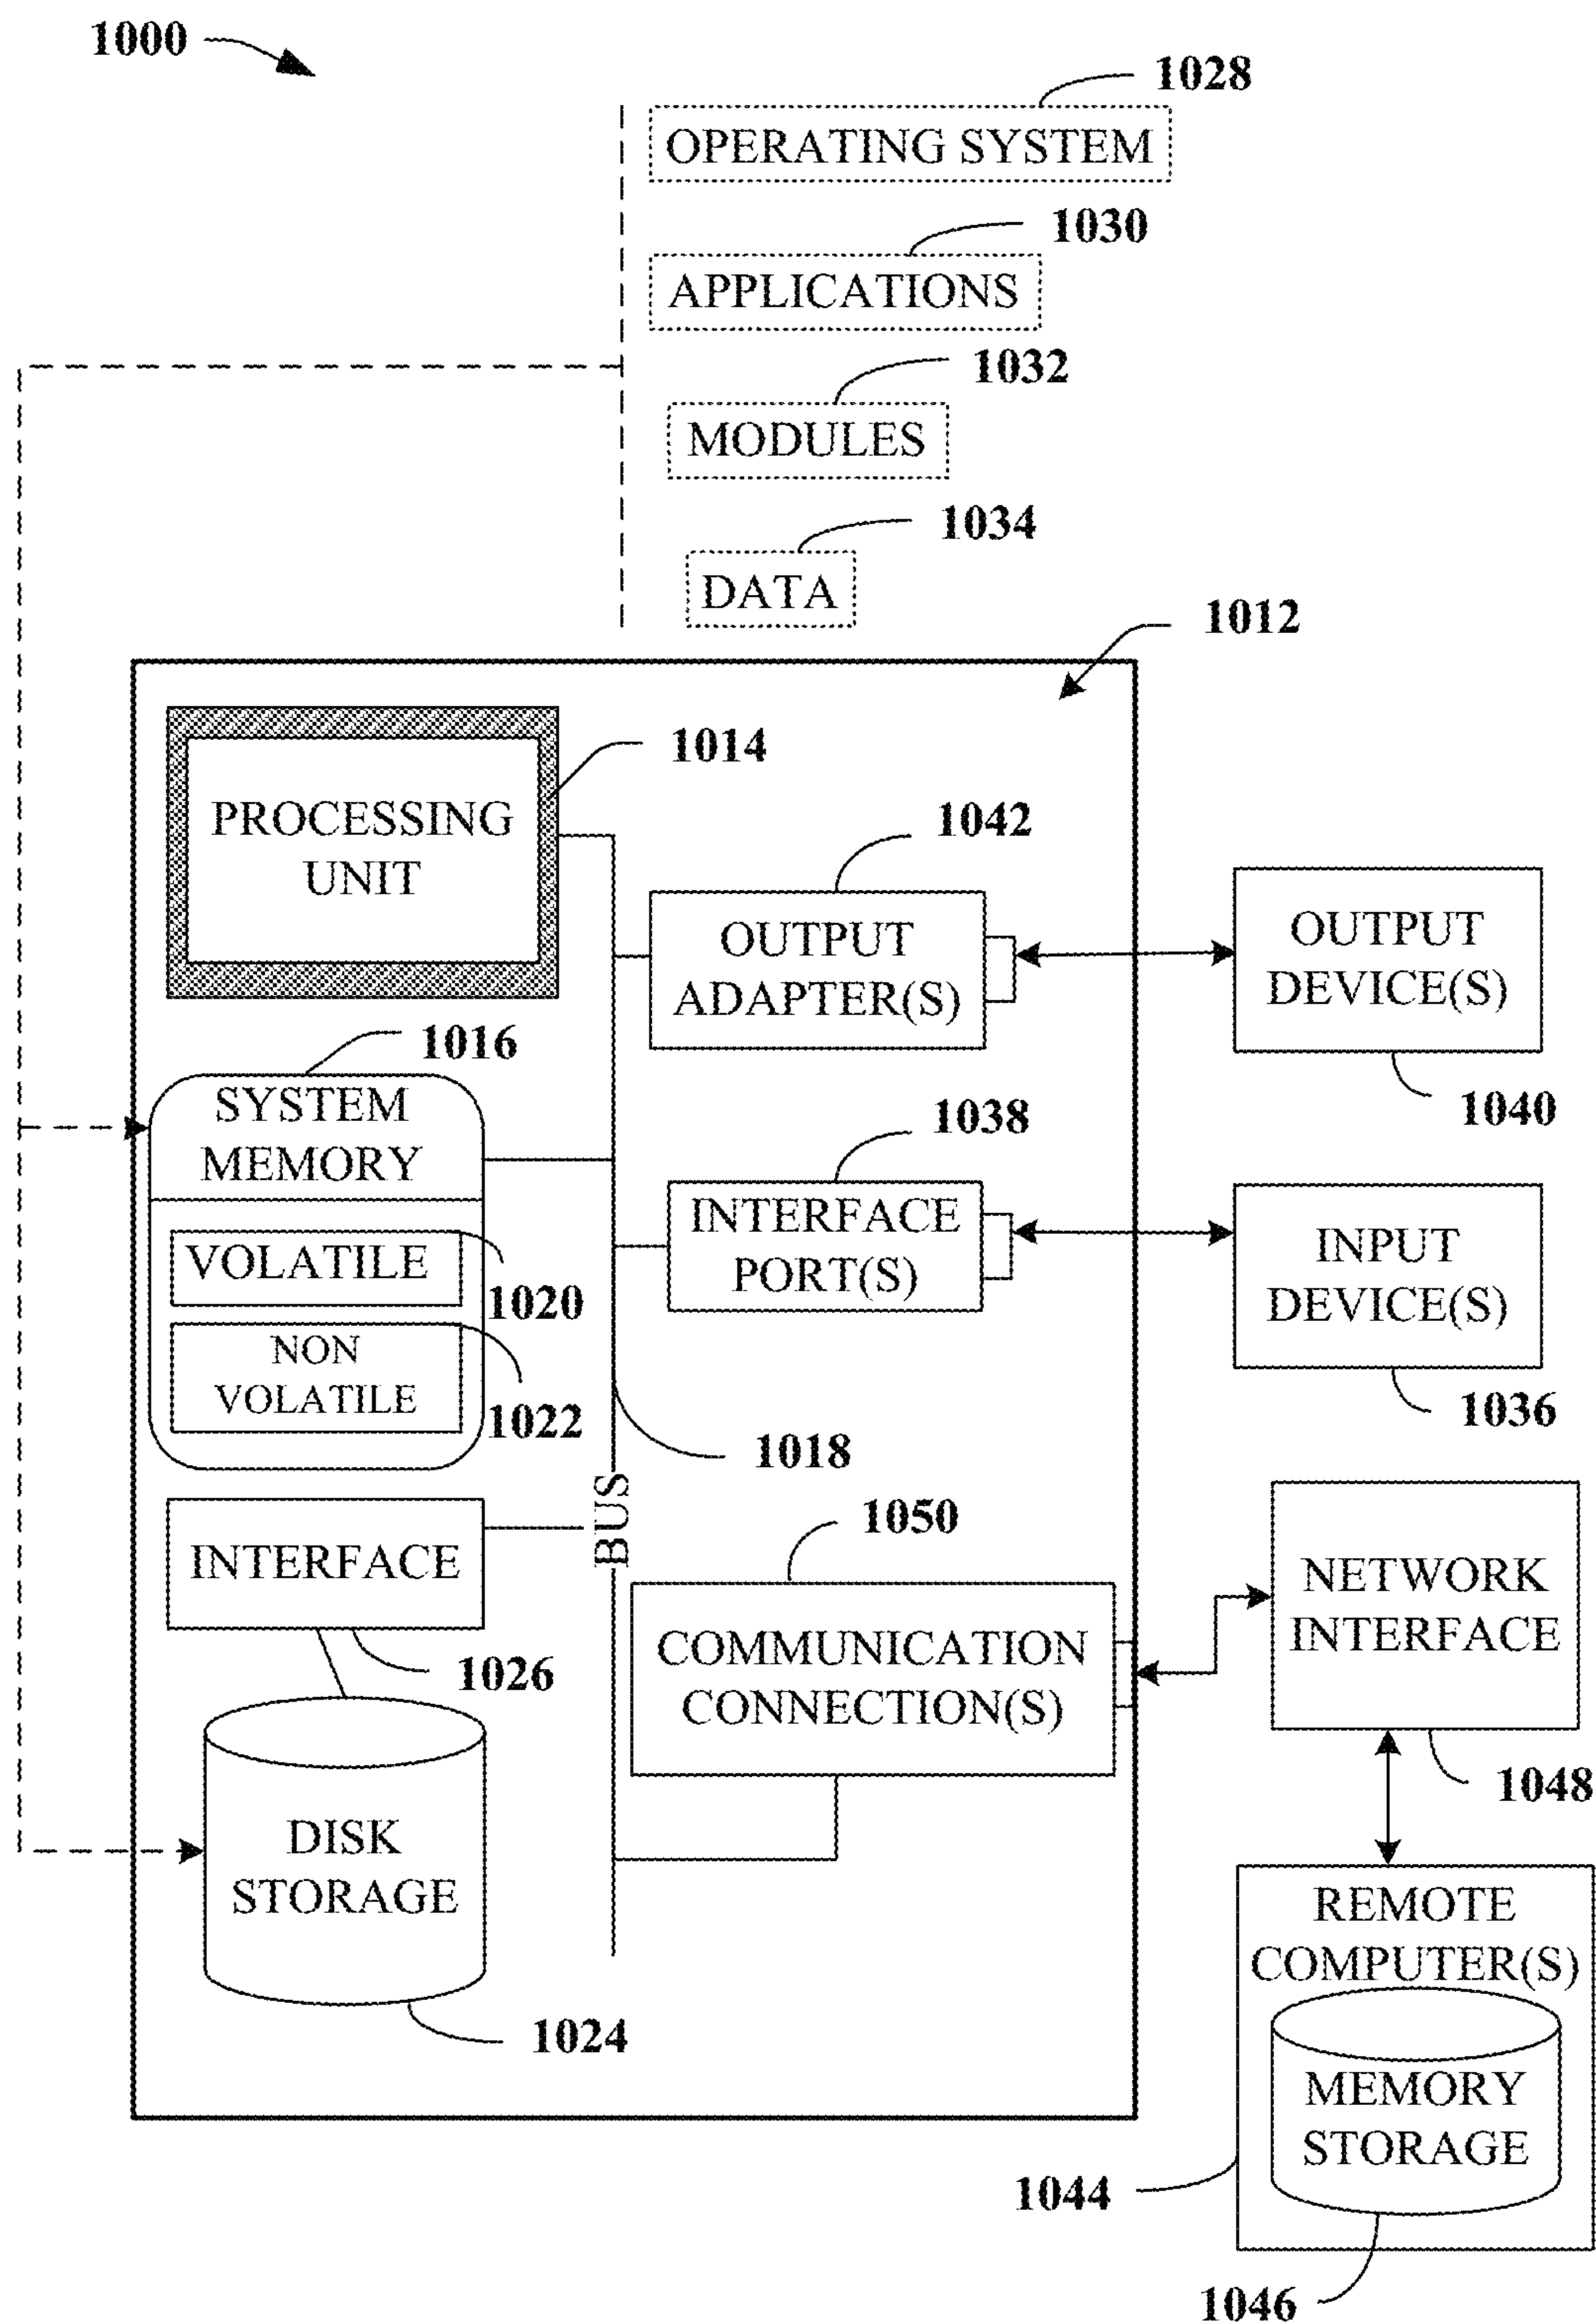 1000
1028
OPERATING SYSTEM
1030
APPLICATIONS
1032
MODULES
1034
DATA
1012
1014
PROCESSING
UNIT
1042
OUTPUT
ADAPTER(S)
OUTPUT
DEVICE(S)
1040
1016
SYSTEM
MEMORY
VOLATILE
1020
NON
VOLATILE
1022
1038
INTERFACE
PORT(S)
INPUT
DEVICE(S)
1036
1018
BUS
INTERFACE
1026
1050
COMMUNICATION
CONNECTION(S)
NETWORK
INTERFACE
1048
DISK
STORAGE
1024
REMOTE
COMPUTER(S)
MEMORY
STORAGE
1044
1046